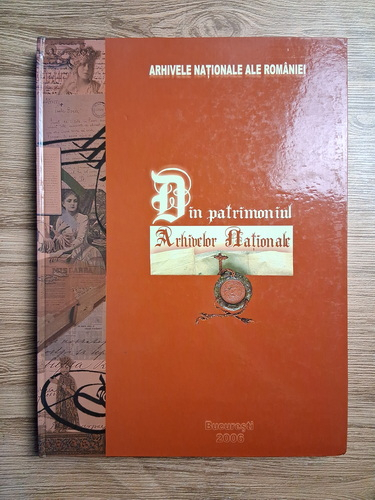 ARHIVELE NAȚIONALE ALE ROMÂNIEI
Din patrimoniul
Arhivelor Naționale
București
2006